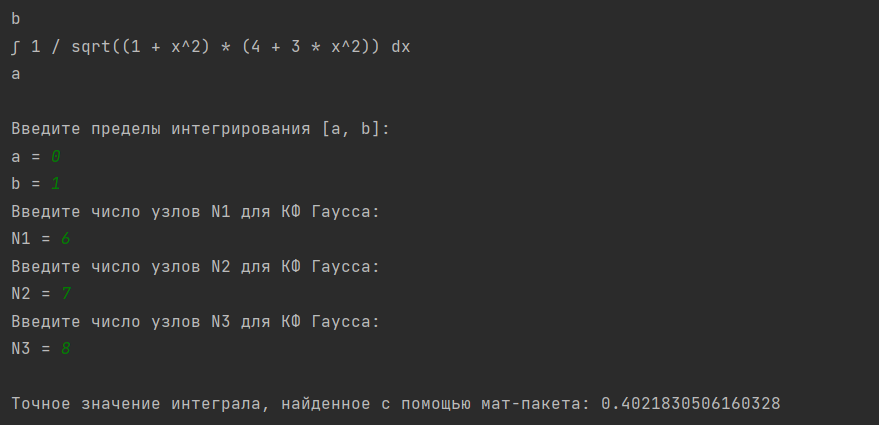 b
∫ 1 / sqrt((1 + x^2) * (4 + 3 * x^2)) dx
a
Введите пределы интегрирования [a, b]:
a = 0
b = 1
Введите число узлов N1 для КФ Гаусса:
N1 = 6
Введите число узлов N2 для КФ Гаусса:
N2 = 7
Введите число узлов N3 для КФ Гаусса:
N3 = 8
Точное значение интеграла, найденное с помощью мат-пакета: 0.4021830506160328